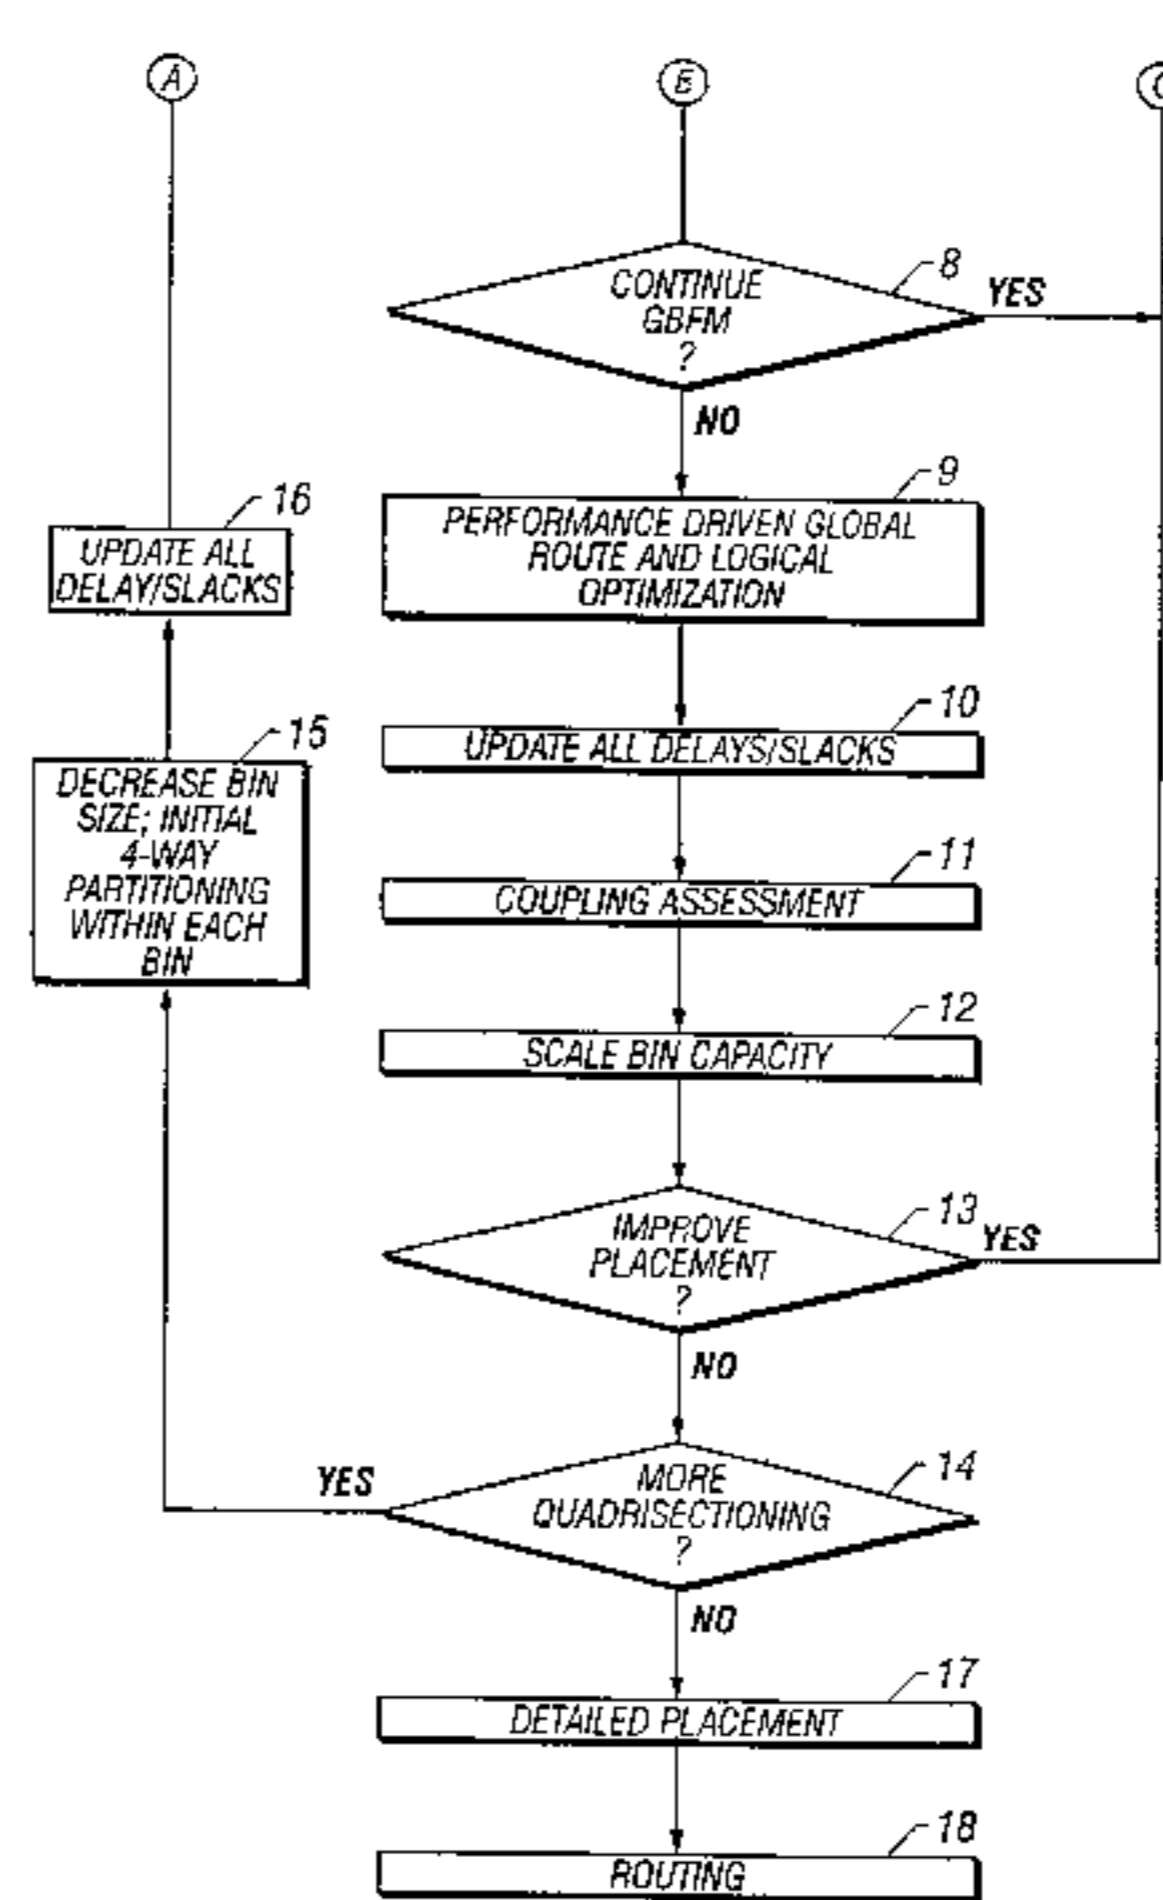 A
B
8
CONTINUE
GBFM
?
YES
NO
9
PERFORMANCE DRIVEN GLOBAL
ROUTE AND LOGICAL
OPTIMIZATION
16
UPDATE ALL
DELAY/SLACKS
10
UPDATE ALL DELAYS/SLACKS
15
DECREASE BIN
SIZE; INITIAL
4-WAY
PARTITIONING
WITHIN EACH
BIN
11
COUPLING ASSESSMENT
12
SCALE BIN CAPACITY
13
IMPROVE
PLACEMENT
?
YES
NO
14
MORE
QUADRISECTIONING
?
YES
NO
17
DETAILED PLACEMENT
18
ROUTING